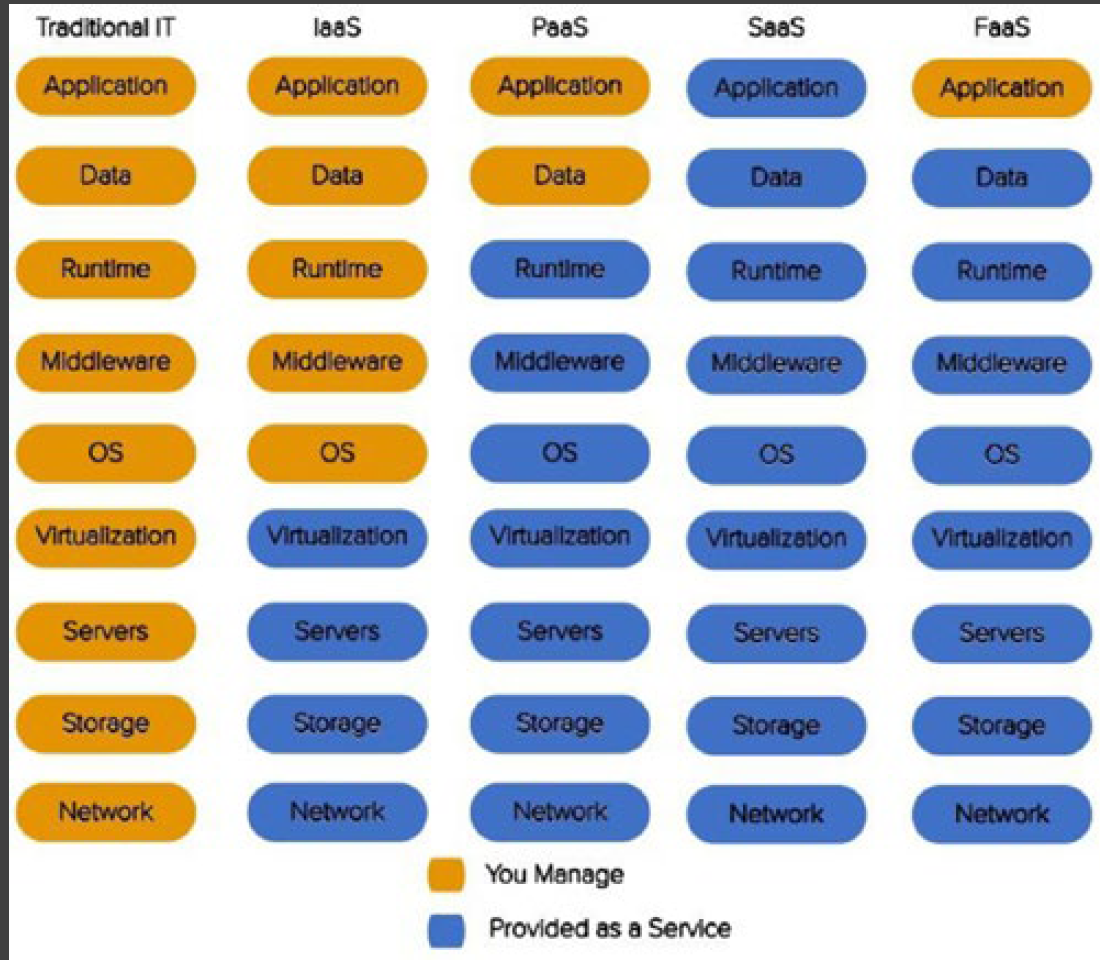 Traditional IT IaaS PaaS SaaS FaaS
Application Application Application Application Application
Data Data Data Data Data
Runtime Runtime Runtime Runtime Runtime
Middleware Middleware Middleware Middleware Middleware
OS OS OS OS OS
Virtualization Virtualization Virtualization Virtualization Virtualization
Servers Servers Servers Servers Servers
Storage Storage Storage Storage Storage
Network Network Network Network Network
You Manage
Provided as a Service